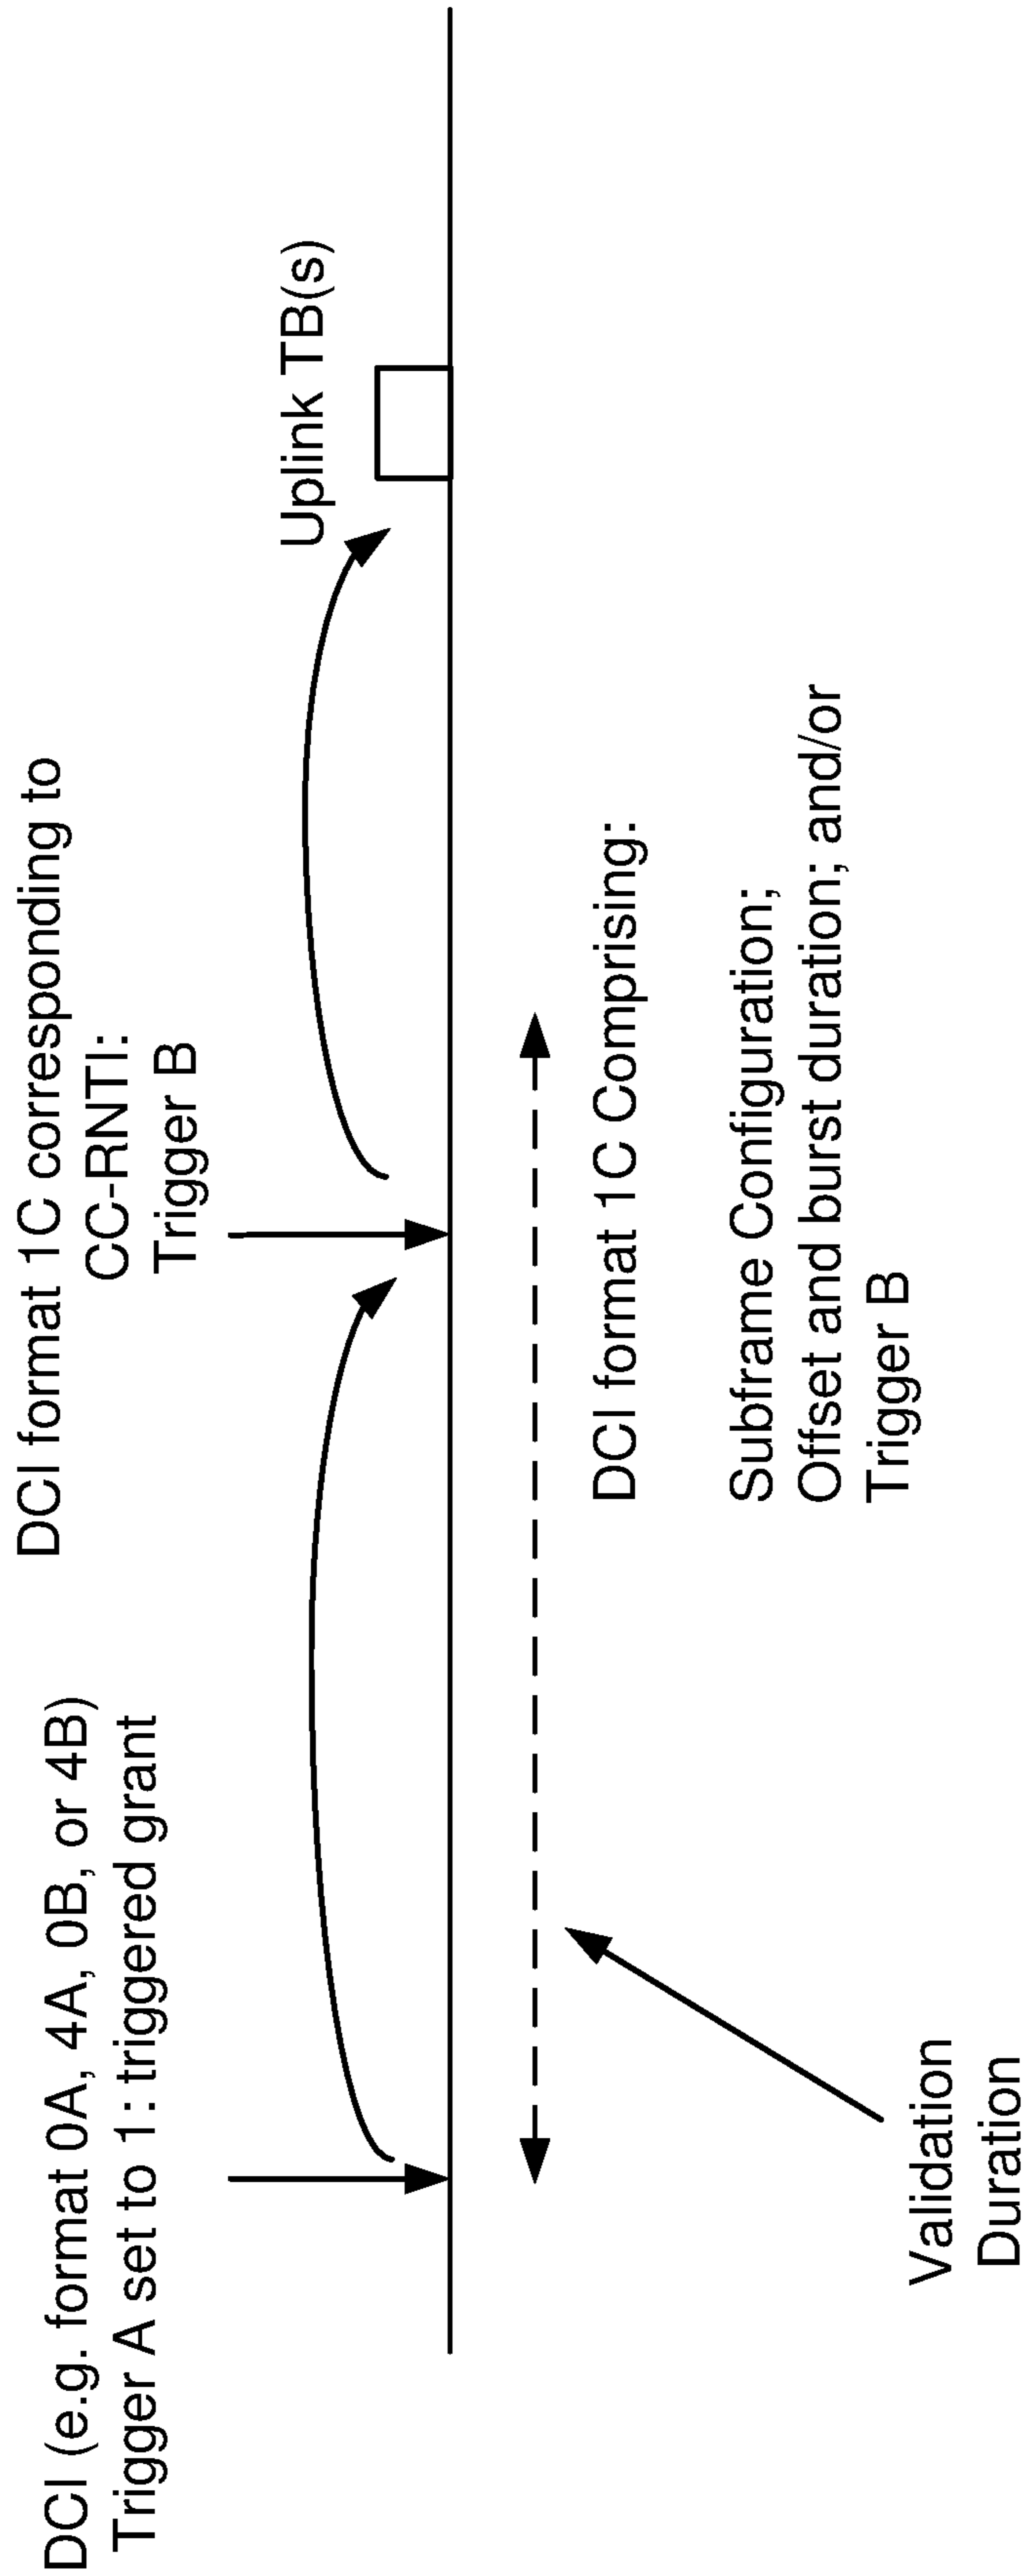 DCI (e.g. format 0A, 4A, 0B, or 4B)
Trigger A set to 1: triggered grant
DCI format 1C corresponding to
CC-RNTI:
Trigger B
Uplink TB(s)
Validation
Duration
DCI format 1C Comprising:
Subframe Configuration;
Offset and burst duration; and/or
Trigger B